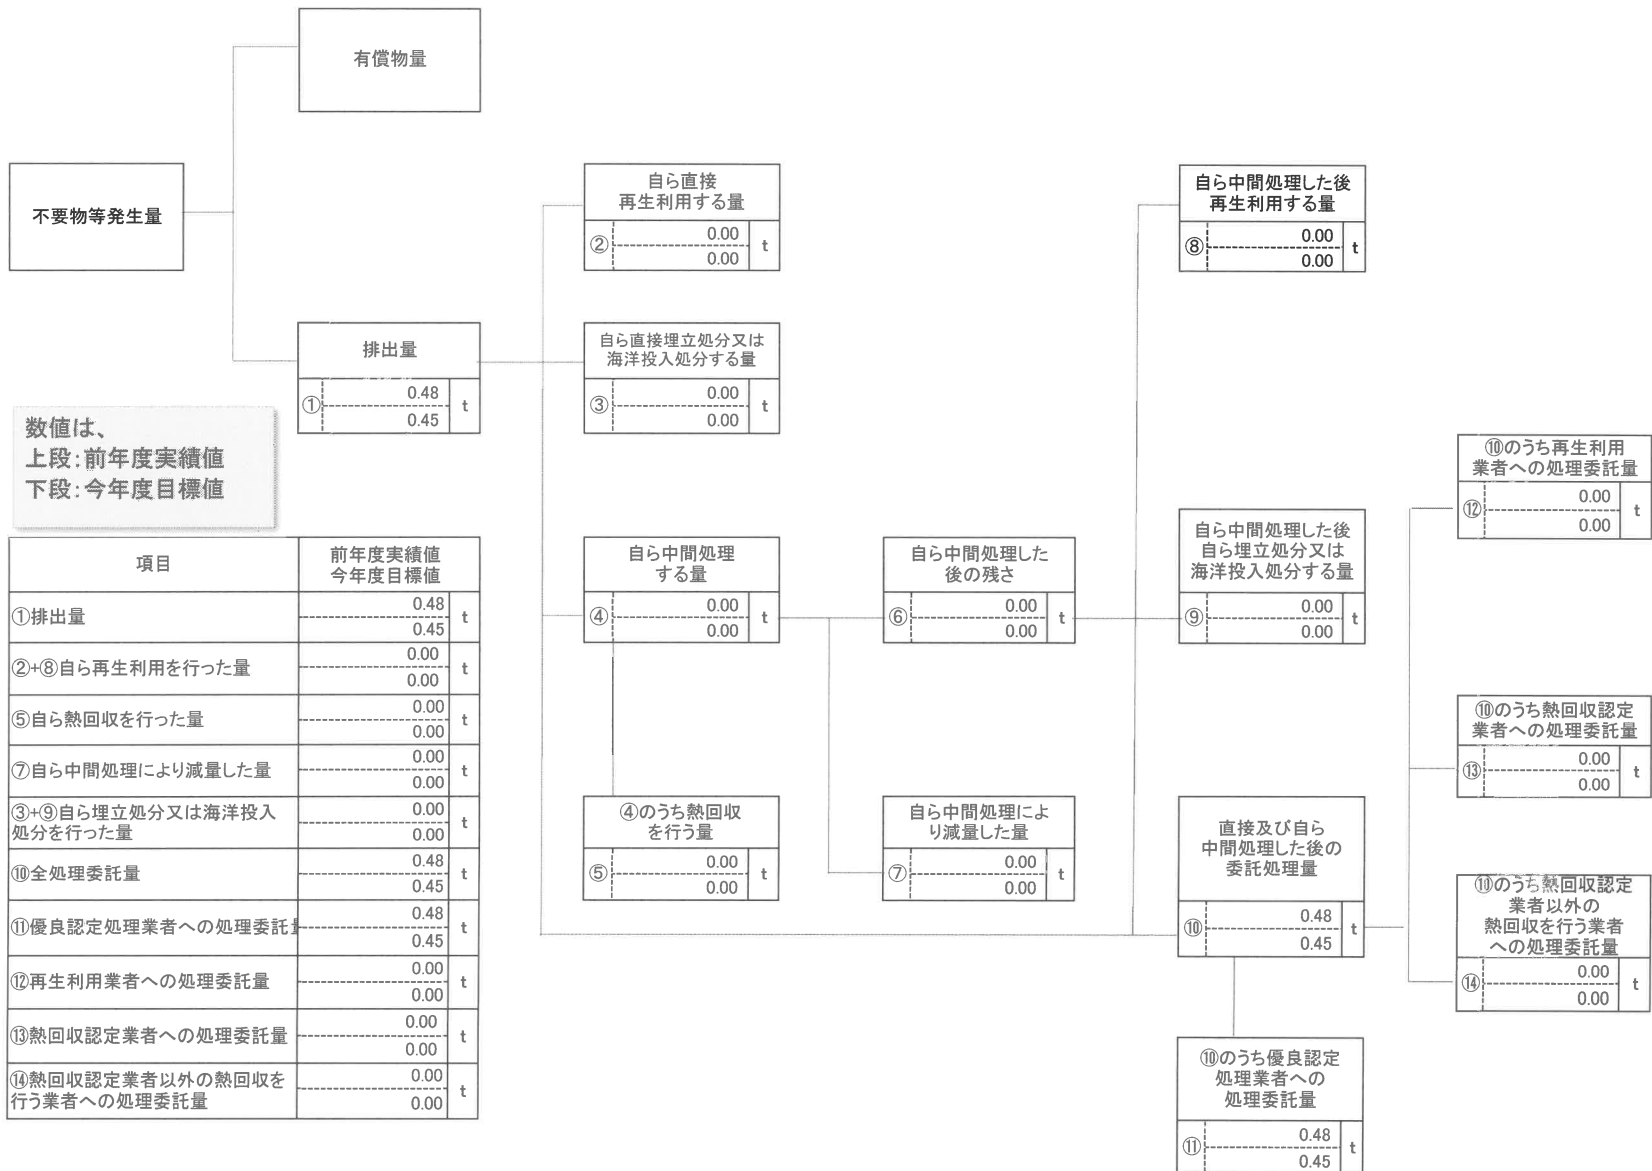 有償物量
不要物等発生量
排出量
①
0.48
0.45
t
自ら直接
再生利用する量
②
0.00
0.00
t
自ら直接埋立処分又は
海洋投入処分する量
③
0.00
0.00
t
自ら中間処理
する量
④
0.00
0.00
t
④のうち熱回収
を行う量
⑤
0.00
0.00
t
自ら中間処理した
後の残さ
⑥
0.00
0.00
t
自ら中間処理によ
り減量した量
⑦
0.00
0.00
t
自ら中間処理した後
再生利用する量
⑧
0.00
0.00
t
自ら中間処理した後
自ら埋立処分又は
海洋投入処分する量
⑨
0.00
0.00
t
直接及び自ら
中間処理した後の
委託処理量
⑩
0.48
0.45
t
⑩のうち優良認定
処理業者への
処理委託量
⑪
0.48
0.45
t
⑩のうち再生利用
業者への処理委託量
⑫
0.00
0.00
t
⑩のうち熱回収認定
業者への処理委託量
⑬
0.00
0.00
t
⑩のうち熱回収認定
業者以外の
熱回収を行う業者
への処理委託量
⑭
0.00
0.00
t
数値は、
上段:前年度実績値
下段:今年度目標値
項目
前年度実績値
今年度目標値
①排出量
0.48
0.45
t
②+⑧自ら再生利用を行った量
0.00
0.00
t
⑤自ら熱回収を行った量
0.00
0.00
t
⑦自ら中間処理により減量した量
0.00
0.00
t
③+⑨自ら埋立処分又は海洋投入
処分を行った量
0.00
0.00
t
⑩全処理委託量
0.48
0.45
t
⑪優良認定処理業者への処理委託
0.48
0.45
t
⑫再生利用業者への処理委託量
0.00
0.00
t
⑬熱回収認定業者への処理委託量
0.00
0.00
t
⑭熱回収認定業者以外の熱回収を
行う業者への処理委託量
0.00
0.00
t